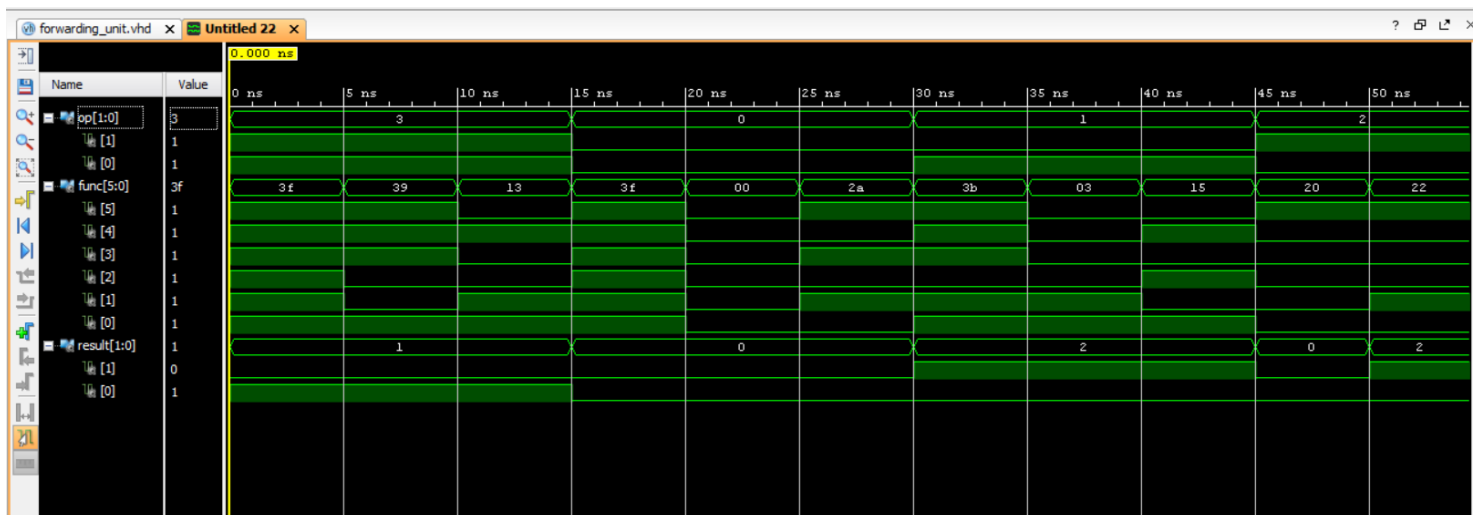 forwarding_unit.vhd × Untitled 22 ×
0.000 ns
Name Value
0 ns 5 ns 10 ns 15 ns 20 ns 25 ns 30 ns 35 ns 40 ns 45 ns 50 ns
op[1:0] 3 3 0 1 2
[1] 1
[0] 1
func[5:0] 3f 3f 39 13 3f 00 2a 3b 03 15 20 22
[5] 1
[4] 1
[3] 1
[2] 1
[1] 1
[0] 1
result[1:0] 1 1 0 2 0 2
[1] 0
[0] 1